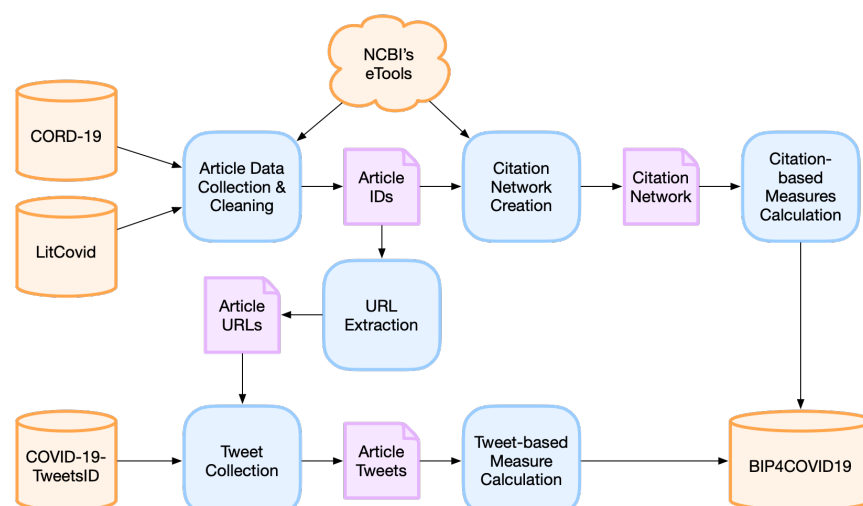 NCBI's
eTools
CORD-19
Article Data
Collection &
Cleaning
Article
IDs
Citation
Network
Creation
Citation
Network
Citation-
based
Measures
Calculation
LitCovid
Article
URLs
URL
Extraction
COVID-19-
TweetsID
Tweet
Collection
Article
Tweets
Tweet-based
Measure
Calculation
BIP4COVID19